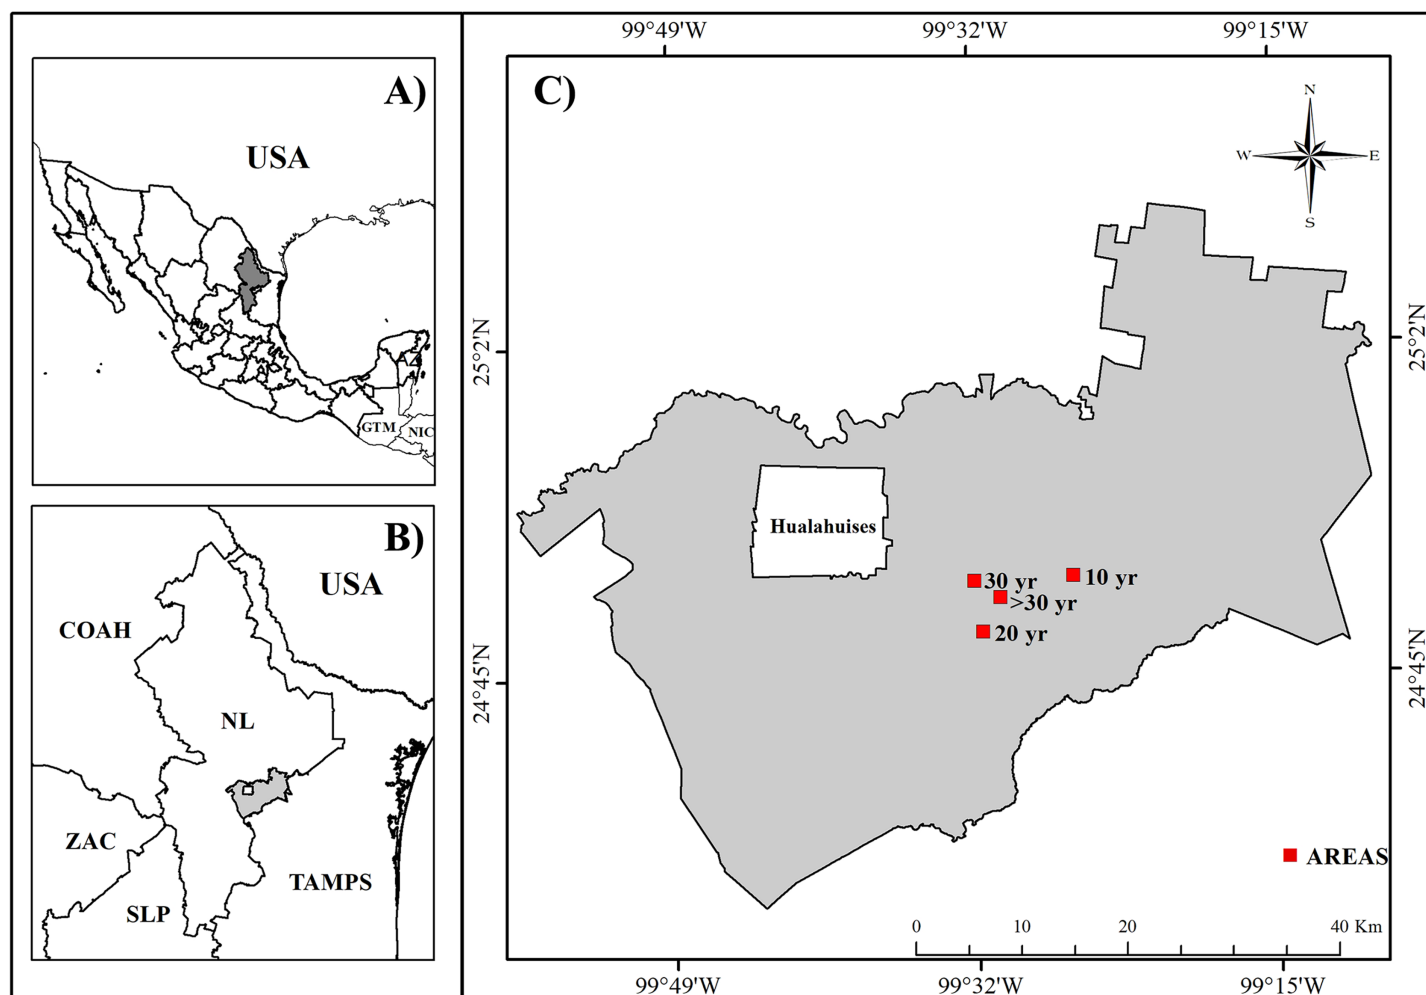 A)
USA
AZ
GTM
NIC
B)
USA
COAH
NL
ZAC
TAMPS
SLP
99°49'W 99°32'W 99°15'W
C)
N
W E
S
25°2'N 25°2'N
Hualahuises
30 yr
10 yr
>30 yr
20 yr
24°45'N 24°45'N
AREAS
0 10 20 40 Km
99°49'W 99°32'W 99°15'W